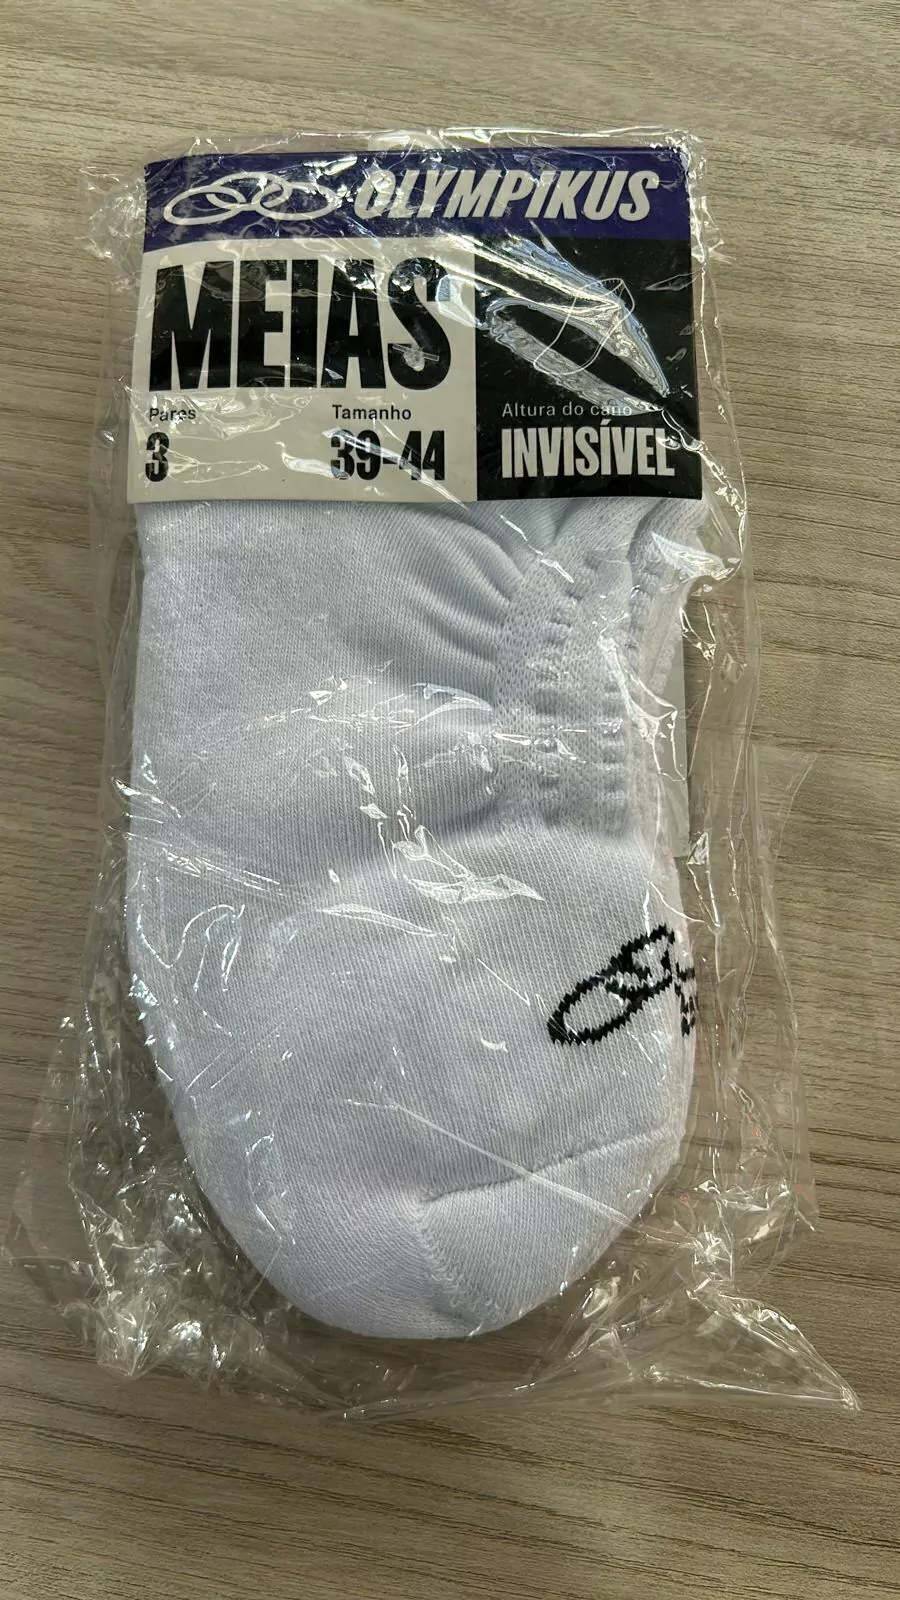 OLYMPIKUS
MEIAS
Pares
3
Tamanho
39-44
Altura do cano
INVISÍVEL